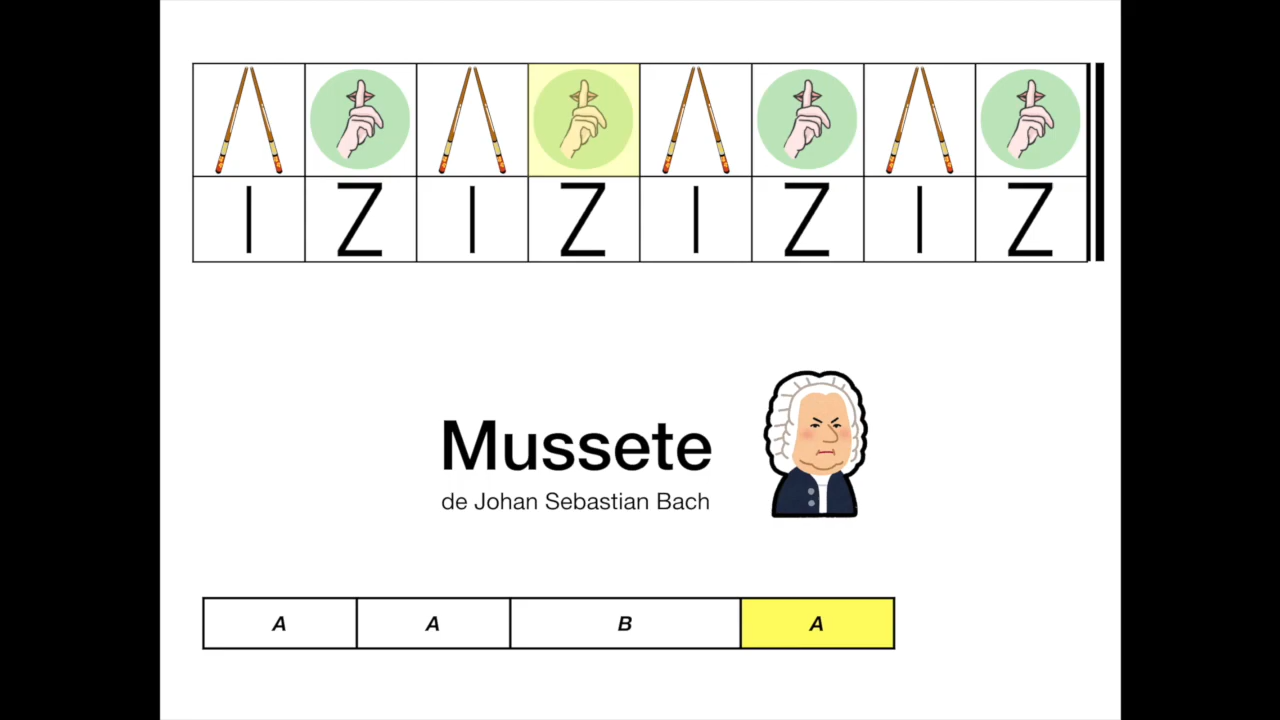 I Z I Z I Z I Z
Mussete
de Johan Sebastian Bach
A A B A